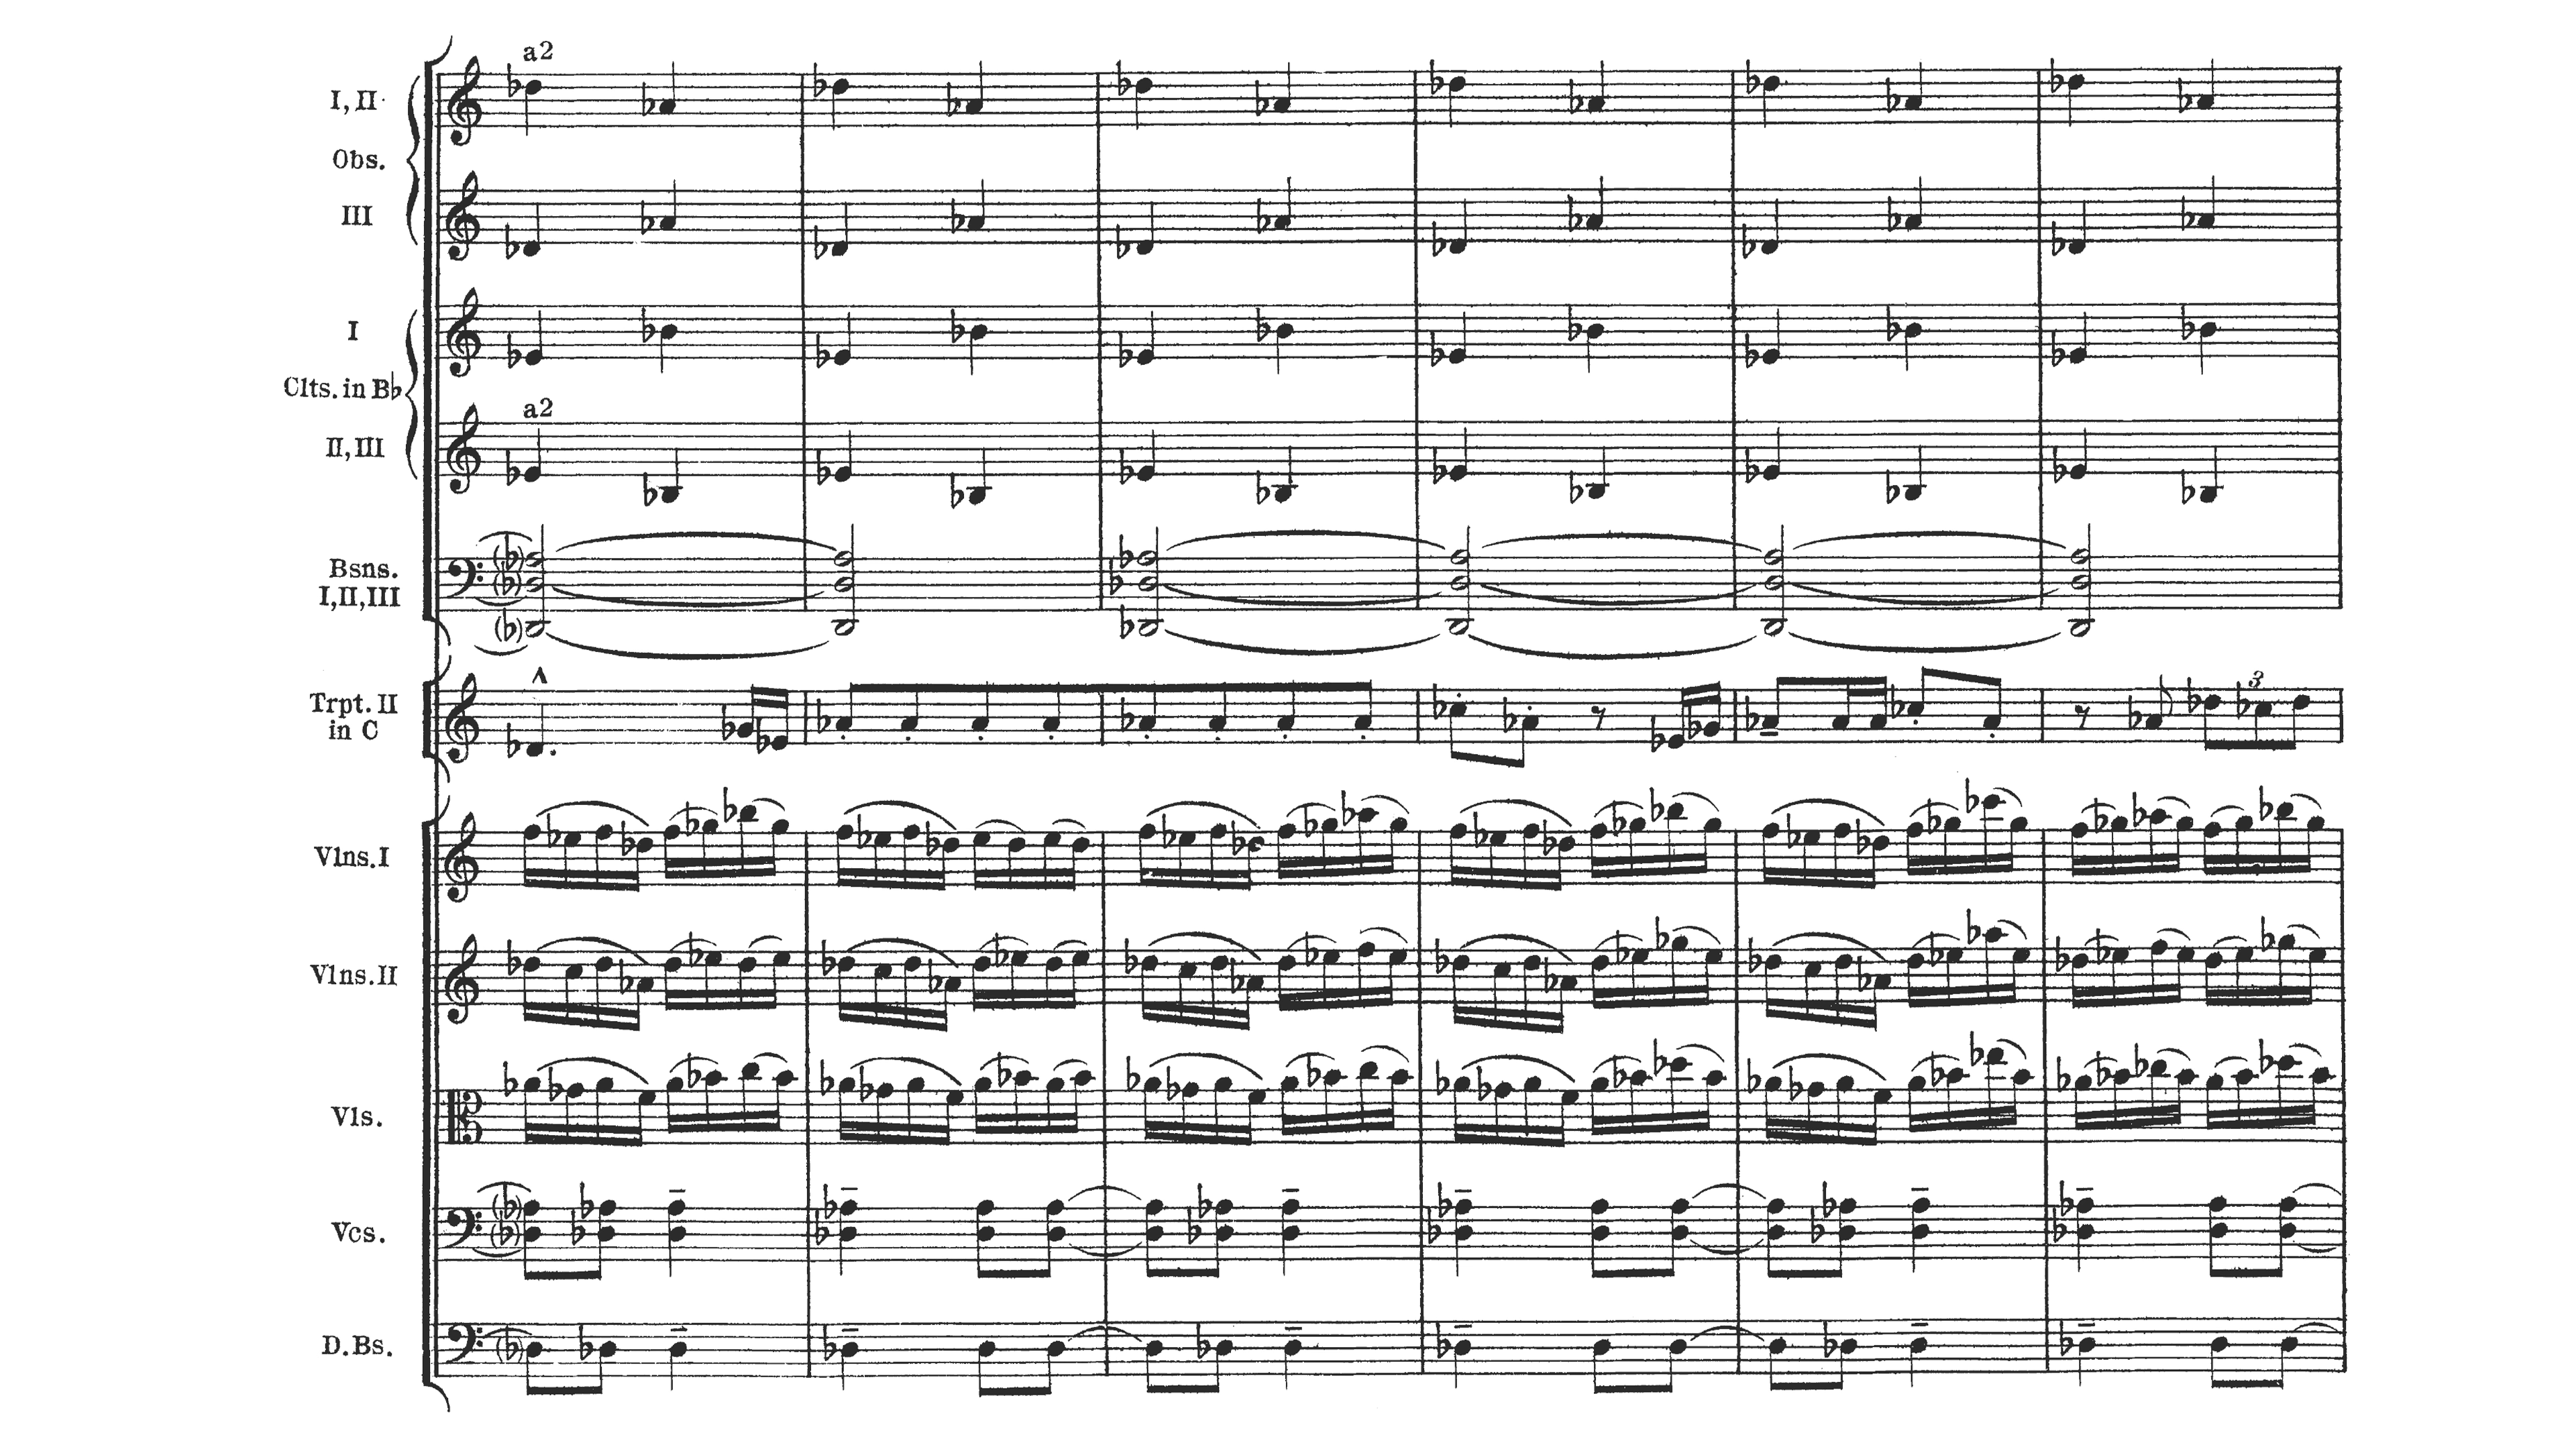 a2
I, II
Obs.
III
I
Clts. in B♭
a2
II, III
Bsns.
I, II, III
Trpt. II
in C
3
Vlns. I
Vlns. II
Vls.
Vcs.
D. Bs.